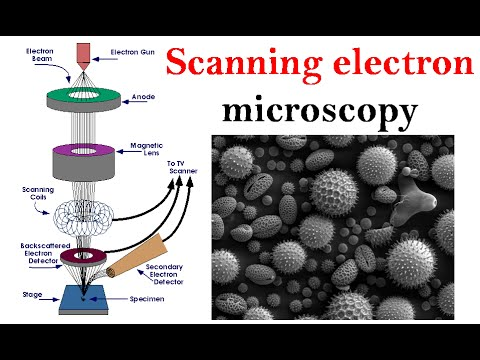 Scanning electron
microscopy
Electron
Beam
Electron Gun
Anode
Magnetic
Lens
To TV
Scanner
Scanning
Coils
Backscattered
Electron
Detector
Secondary
Electron
Detector
Stage
Specimen